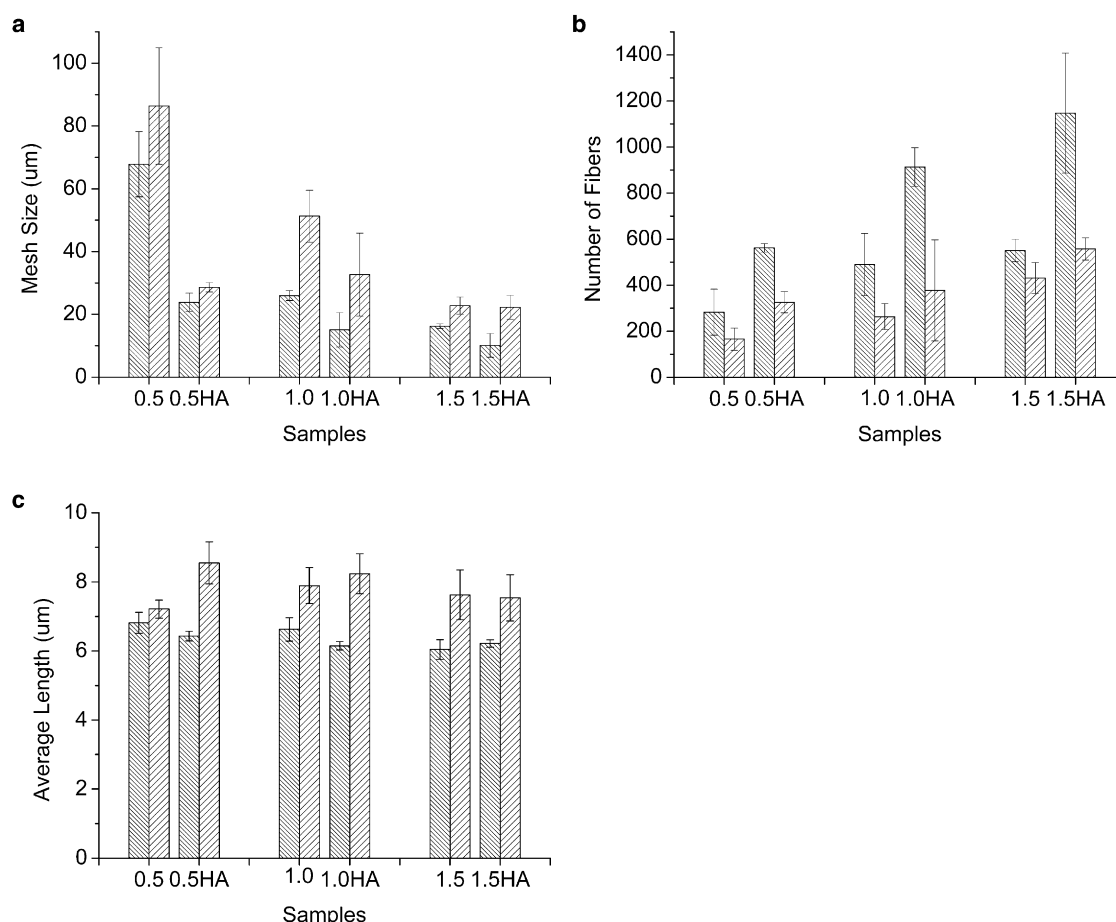 a
Mesh Size (um)
100
80
60
40
20
0
0.5 0.5HA 1.0 1.0HA 1.5 1.5HA
Samples
b
Number of Fibers
1400
1200
1000
800
600
400
200
0
0.5 0.5HA 1.0 1.0HA 1.5 1.5HA
Samples
c
Average Length (um)
10
8
6
4
2
0
0.5 0.5HA 1.0 1.0HA 1.5 1.5HA
Samples